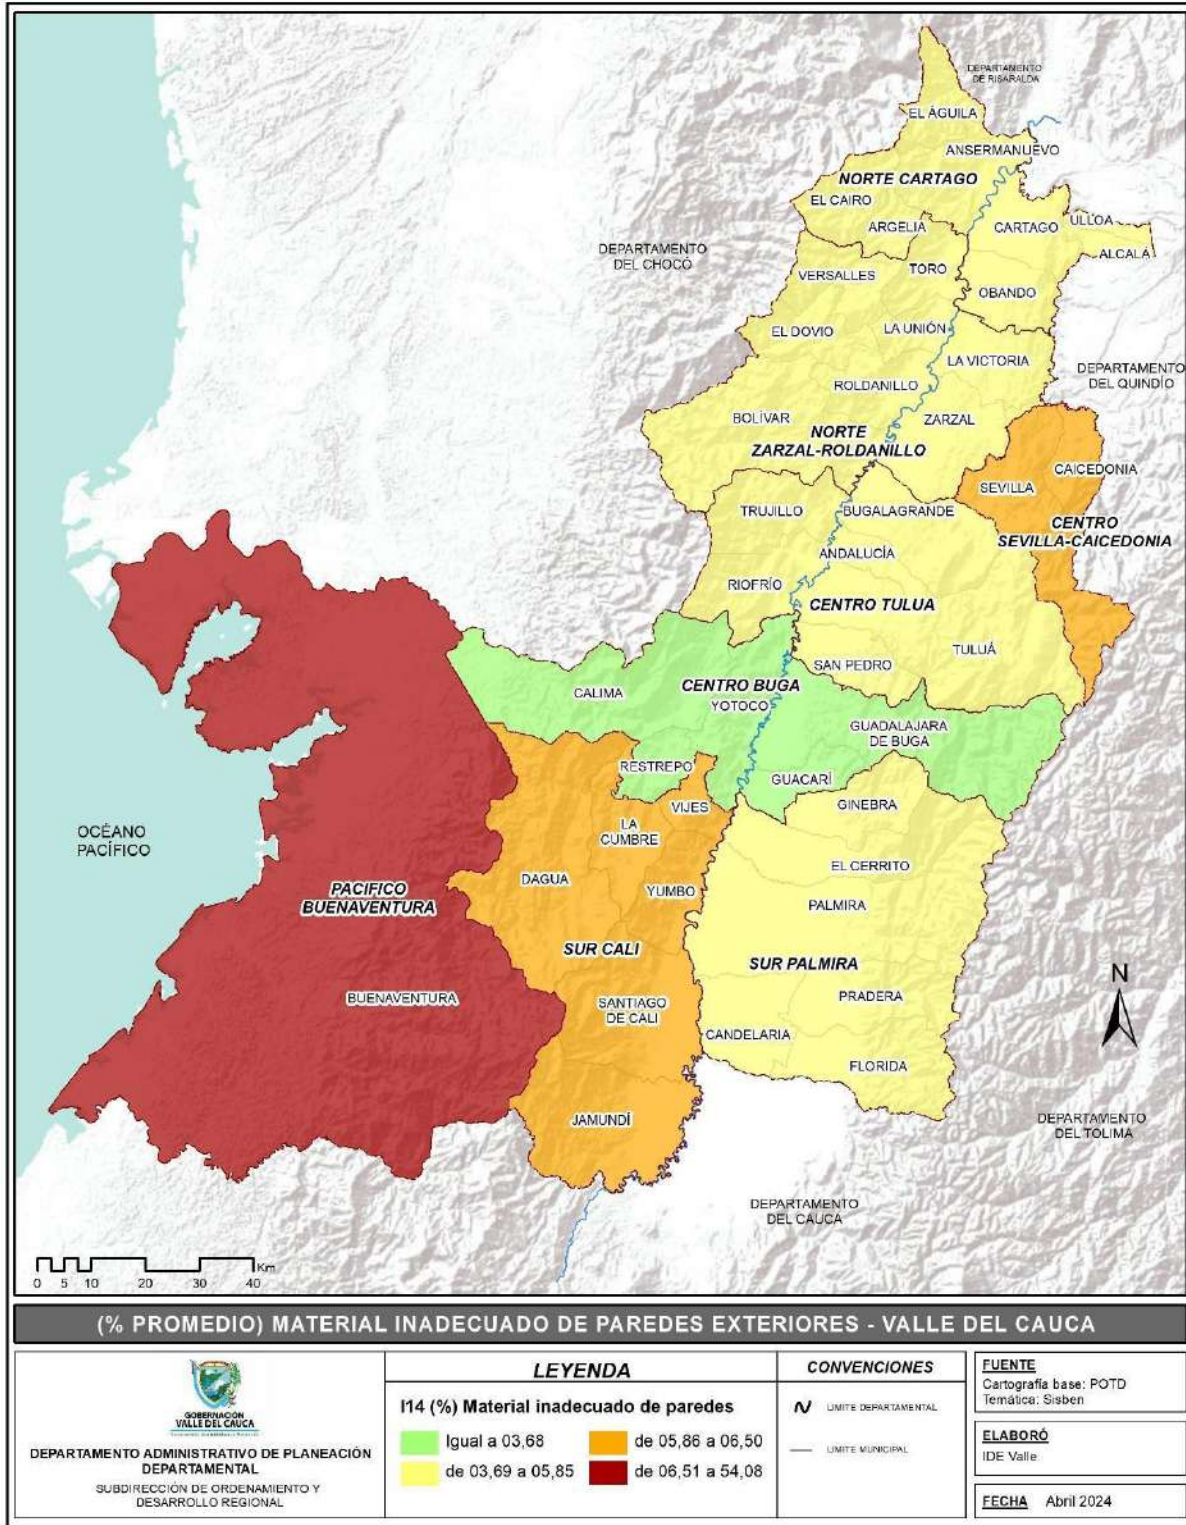 DEPARTAMENTO
DE RISARALDA
EL ÁGUILA
ANSERMANUEVO
NORTE CARTAGO
EL CAIRO
ARGELIA
CARTAGO
ULLOA
ALCALÁ
DEPARTAMENTO
DEL CHOCÓ
VERSALLES
TORO
OBANDO
EL DOVIO
LA UNIÓN
LA VICTORIA
DEPARTAMENTO
DEL QUINDÍO
ROLDANILLO
BOLÍVAR
ZARZAL
NORTE
ZARZAL-ROLDANILLO
CAICEDONIA
SEVILLA
CENTRO
SEVILLA-CAICEDONIA
TRUJILLO
BUGALAGRANDE
ANDALUCÍA
RIOFRÍO
CENTRO TULUA
SAN PEDRO
TULUÁ
CALIMA
CENTRO BUGA
YOTOCO
GUADALAJARA
DE BUGA
RESTREPO
GUACARÍ
VIJES
GINEBRA
OCÉANO
PACÍFICO
LA
CUMBRE
EL CERRITO
DAGUA
YUMBO
PACIFICO
BUENAVENTURA
PALMIRA
SUR CALI
SUR PALMIRA
BUENAVENTURA
SANTIAGO
DE CALI
PRADERA
N
CANDELARIA
FLORIDA
JAMUNDÍ
DEPARTAMENTO
DEL TOLIMA
DEPARTAMENTO
DEL CAUCA
Km
0 5 10 20 30 40
(% PROMEDIO) MATERIAL INADECUADO DE PAREDES EXTERIORES - VALLE DEL CAUCA
GOBERNACIÓN
VALLE DEL CAUCA
DEPARTAMENTO ADMINISTRATIVO DE PLANEACIÓN
DEPARTAMENTAL
SUBDIRECCIÓN DE ORDENAMIENTO Y
DESARROLLO REGIONAL
LEYENDA
I14 (%) Material inadecuado de paredes
Igual a 03,68
de 03,69 a 05,85
de 05,86 a 06,50
de 06,51 a 54,08
CONVENCIONES
LIMITE DEPARTAMENTAL
LIMITE MUNICIPAL
FUENTE
Cartografía base: POTD
Temática: Sisben
ELABORÓ
IDE Valle
FECHA Abril 2024